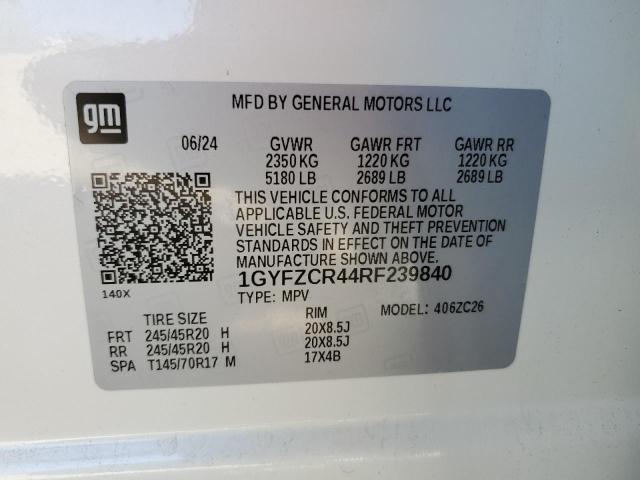 gm
MFD BY GENERAL MOTORS LLC
06/24 GVWR GAWR FRT GAWR RR
2350 KG 1220 KG 1220 KG
5180 LB 2689 LB 2689 LB
THIS VEHICLE CONFORMS TO ALL
APPLICABLE U.S. FEDERAL MOTOR
VEHICLE SAFETY AND THEFT PREVENTION
STANDARDS IN EFFECT ON THE DATE OF
MANUFACTURE SHOWN ABOVE.
1GYFZCR44RF239840
140X
TYPE: MPV MODEL: 406ZC26
TIRE SIZE RIM
FRT 245/45R20 H 20X8.5J
RR 245/45R20 H 20X8.5J
SPA T145/70R17 M 17X4B